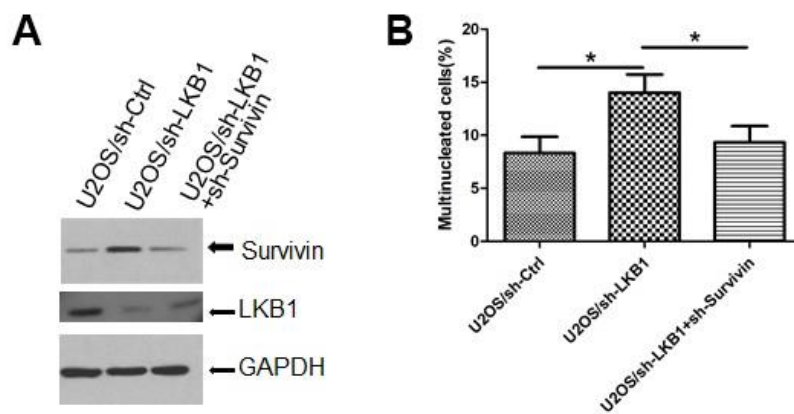 A
U2OS/sh-Ctrl
U2OS/sh-LKB1
U2OS/sh-LKB1
+sh-Survivin
Survivin
LKB1
GAPDH
B
Multinucleated cells(%)
20
15
10
5
0
*
*
U2OS/sh-Ctrl
U2OS/sh-LKB1
U2OS/sh-LKB1+sh-Survivin